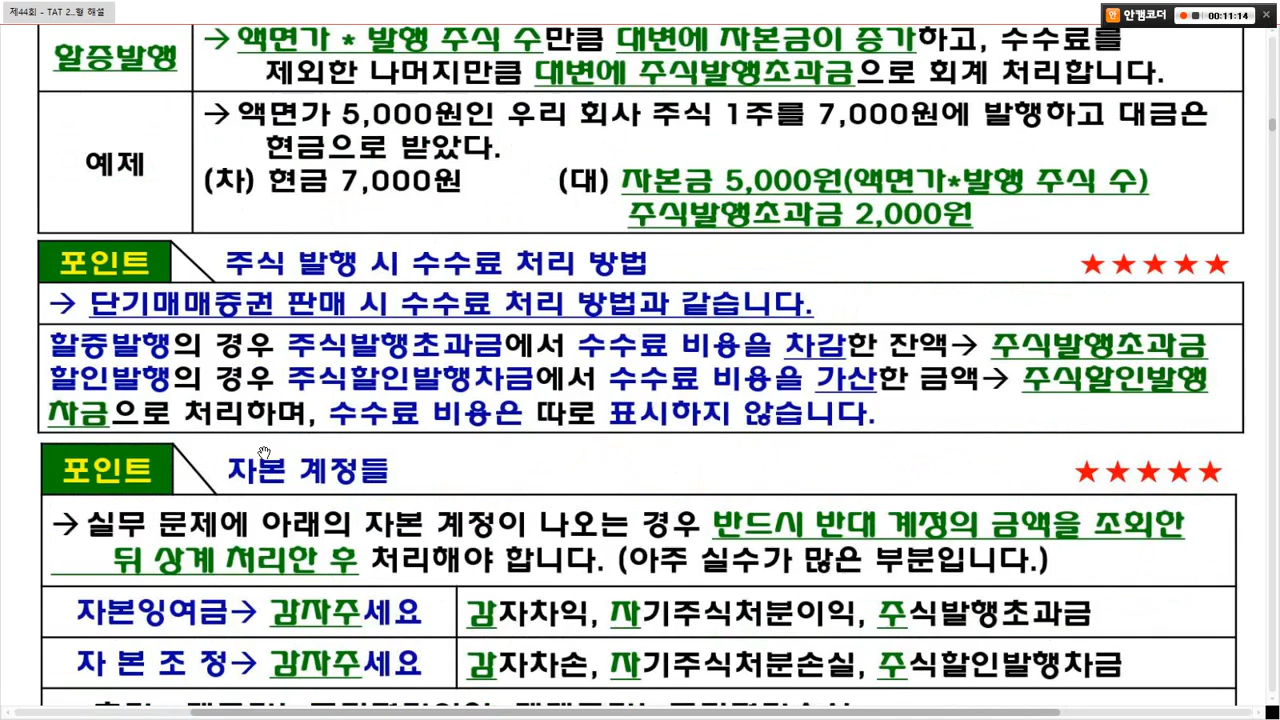 제44회 - TAT 2..형 해설
안캠코더
00:11:14
할증발행
→ 액면가 * 발행 주식 수만큼 대변에 자본금이 증가하고, 수수료를
제외한 나머지만큼 대변에 주식발행초과금으로 회계 처리합니다.
예제
→ 액면가 5,000원인 우리 회사 주식 1주를 7,000원에 발행하고 대금은
현금으로 받았다.
(차) 현금 7,000원 (대) 자본금 5,000원(액면가*발행 주식 수)
주식발행초과금 2,000원
포인트 주식 발행 시 수수료 처리 방법 ★★★★★
→ 단기매매증권 판매 시 수수료 처리 방법과 같습니다.
할증발행의 경우 주식발행초과금에서 수수료 비용을 차감한 잔액→ 주식발행초과금
할인발행의 경우 주식할인발행차금에서 수수료 비용을 가산한 금액→ 주식할인발행
차금으로 처리하며, 수수료 비용은 따로 표시하지 않습니다.
포인트 자본 계정들 ★★★★★
→ 실무 문제에 아래의 자본 계정이 나오는 경우 반드시 반대 계정의 금액을 조회한
뒤 상계 처리한 후 처리해야 합니다. (아주 실수가 많은 부분입니다.)
자본잉여금→ 감자주세요 감자차익, 자기주식처분이익, 주식발행초과금
자 본 조 정→ 감자주세요 감자차손, 자기주식처분손실, 주식할인발행차금